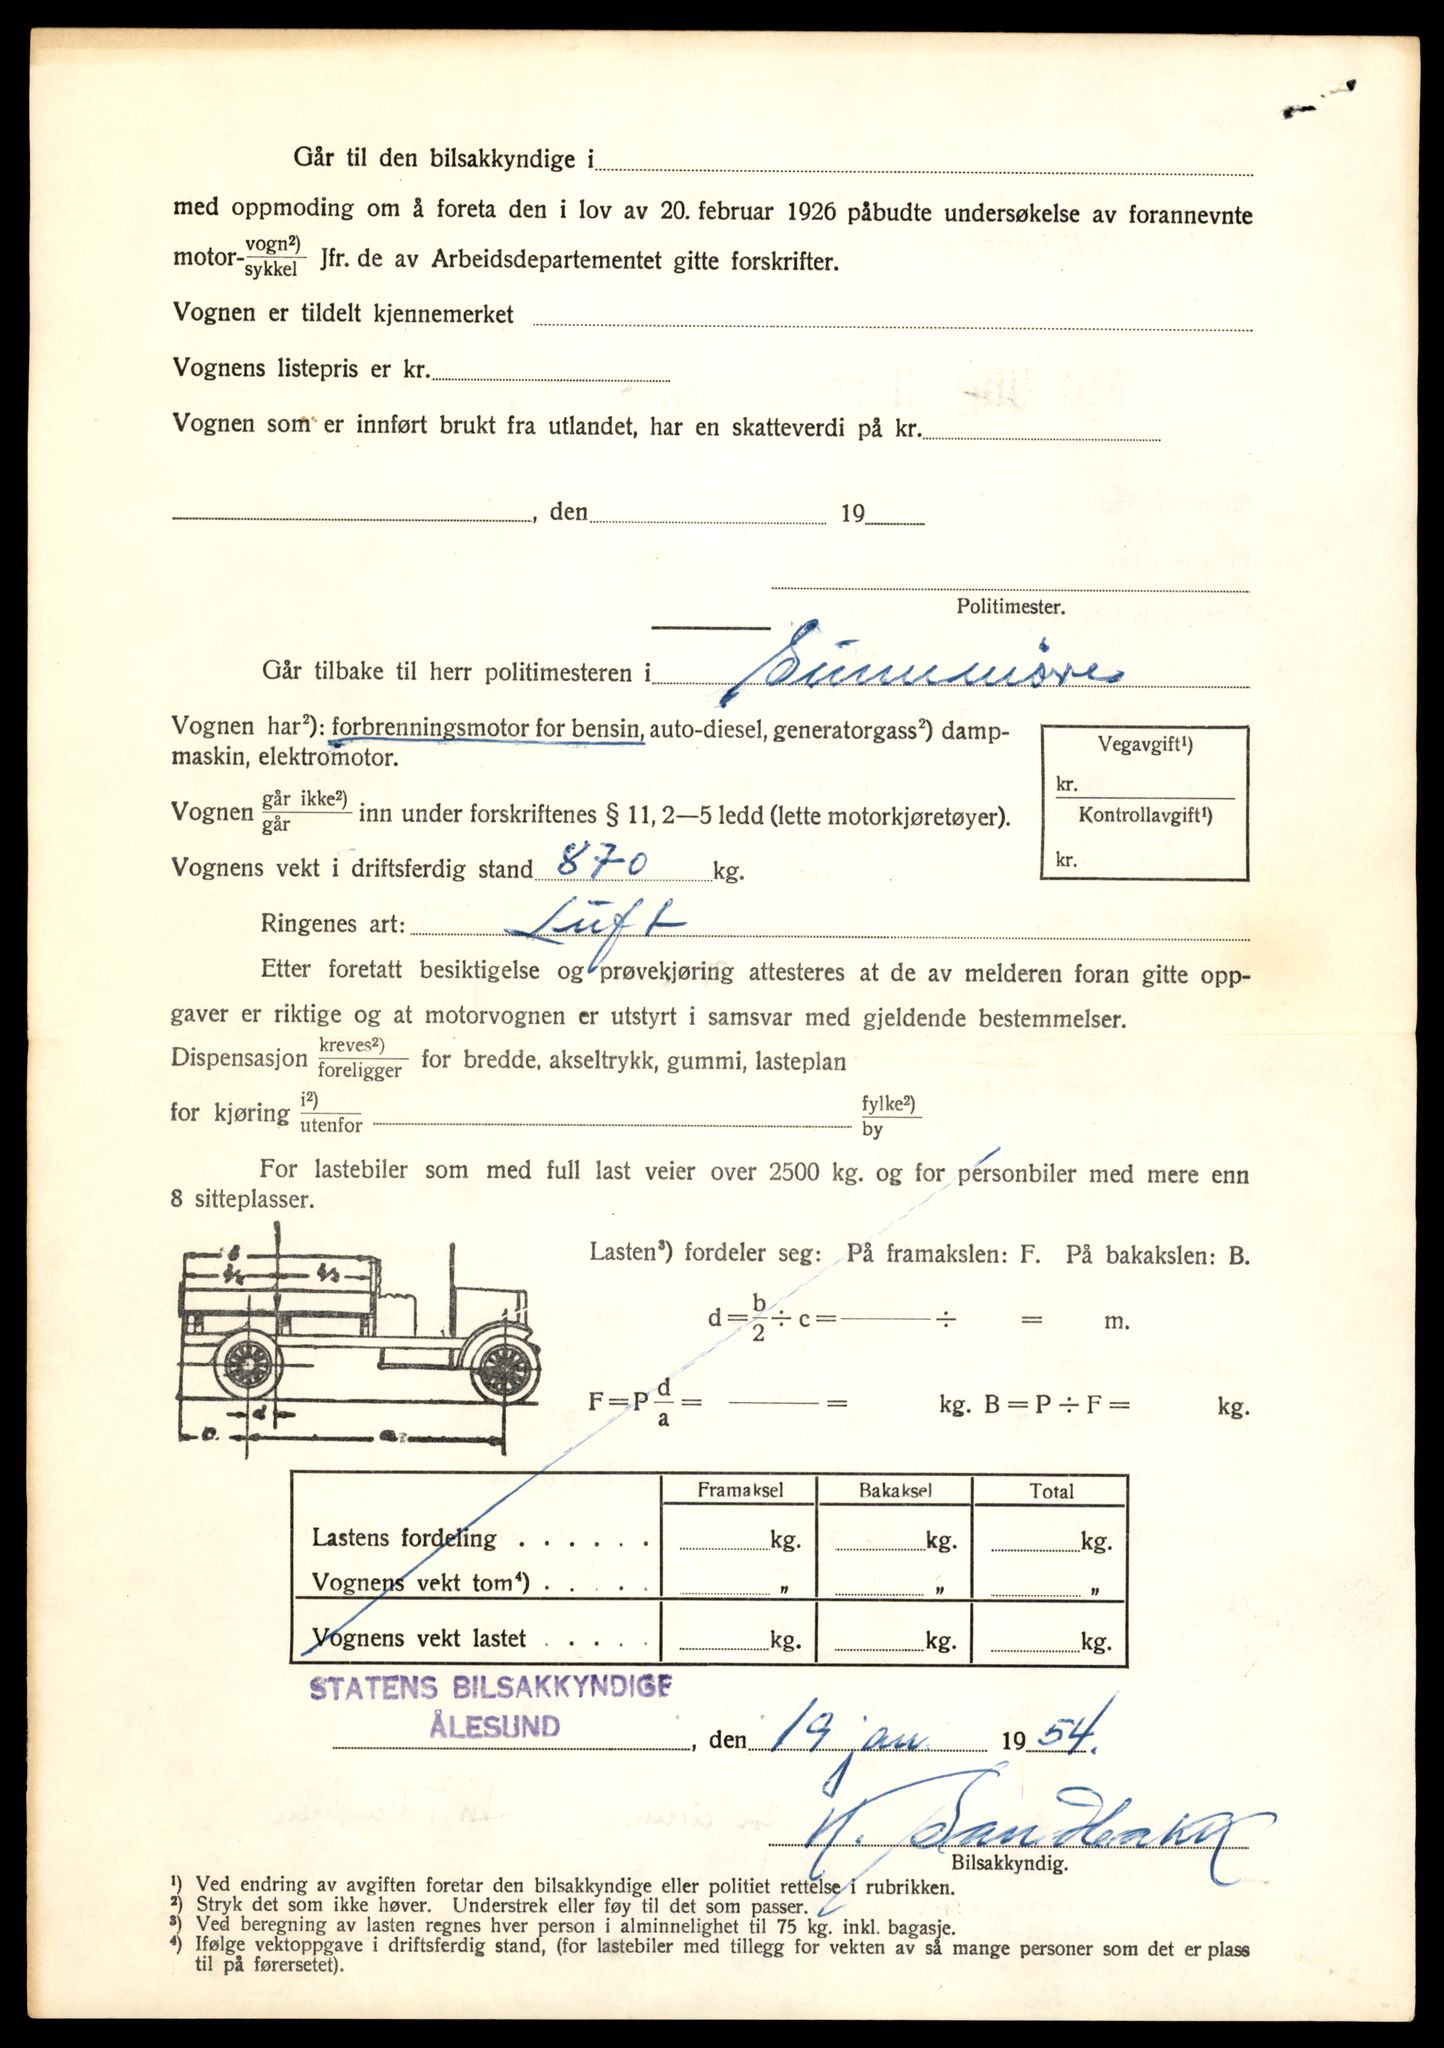 Går til den bilsakkyndige i
med oppmoding om å foreta den i lov av 20. februar 1926 påbudte undersøkelse av forannevnte
motor- vogn²) / sykkel Jfr. de av Arbeidsdepartementet gitte forskrifter.
Vognen er tildelt kjennemerket
Vognens listepris er kr.
Vognen som er innført brukt fra utlandet, har en skatteverdi på kr.
, den 19
Politimester.
Går tilbake til herr politimesteren i Sunnmøre
Vognen har²): forbrenningsmotor for bensin, auto-diesel, generatorgass²) damp-
maskin, elektromotor.
Vegavgift¹)
kr.
Kontrollavgift¹)
kr.
Vognen går ikke²) / går inn under forskriftenes § 11, 2—5 ledd (lette motorkjøretøyer).
Vognens vekt i driftsferdig stand 870 kg.
Ringenes art: Luft
Etter foretatt besiktigelse og prøvekjøring attesteres at de av melderen foran gitte opp-
gaver er riktige og at motorvognen er utstyrt i samsvar med gjeldende bestemmelser.
Dispensasjon kreves²) / foreligger for bredde, akseltrykk, gummi, lasteplan
for kjøring i²) / utenfor fylke²) / by
For lastebiler som med full last veier over 2500 kg. og for personbiler med mere enn
8 sitteplasser.
Lasten³) fordeler seg: På framakslen: F. På bakakslen: B.
d = b/2 ÷ c = ——— ÷ = m.
F = P d/a = ——— = kg. B = P ÷ F = kg.
Framaksel Bakaksel Total
Lastens fordeling . . . . . . kg. kg. kg.
Vognens vekt tom⁴) . . . . . „ „ „
Vognens vekt lastet . . . . . kg. kg. kg.
STATENS BILSAKKYNDIGE
ÅLESUND
, den 19 jan. 1954.
K. Sandbakk
Bilsakkyndig.
¹) Ved endring av avgiften foretar den bilsakkyndige eller politiet rettelse i rubrikken.
²) Stryk det som ikke høver. Understrek eller føy til det som passer.
³) Ved beregning av lasten regnes hver person i alminnelighet til 75 kg. inkl. bagasje.
⁴) Ifølge vektoppgave i driftsferdig stand, (for lastebiler med tillegg for vekten av så mange personer som det er plass
til på førersetet).